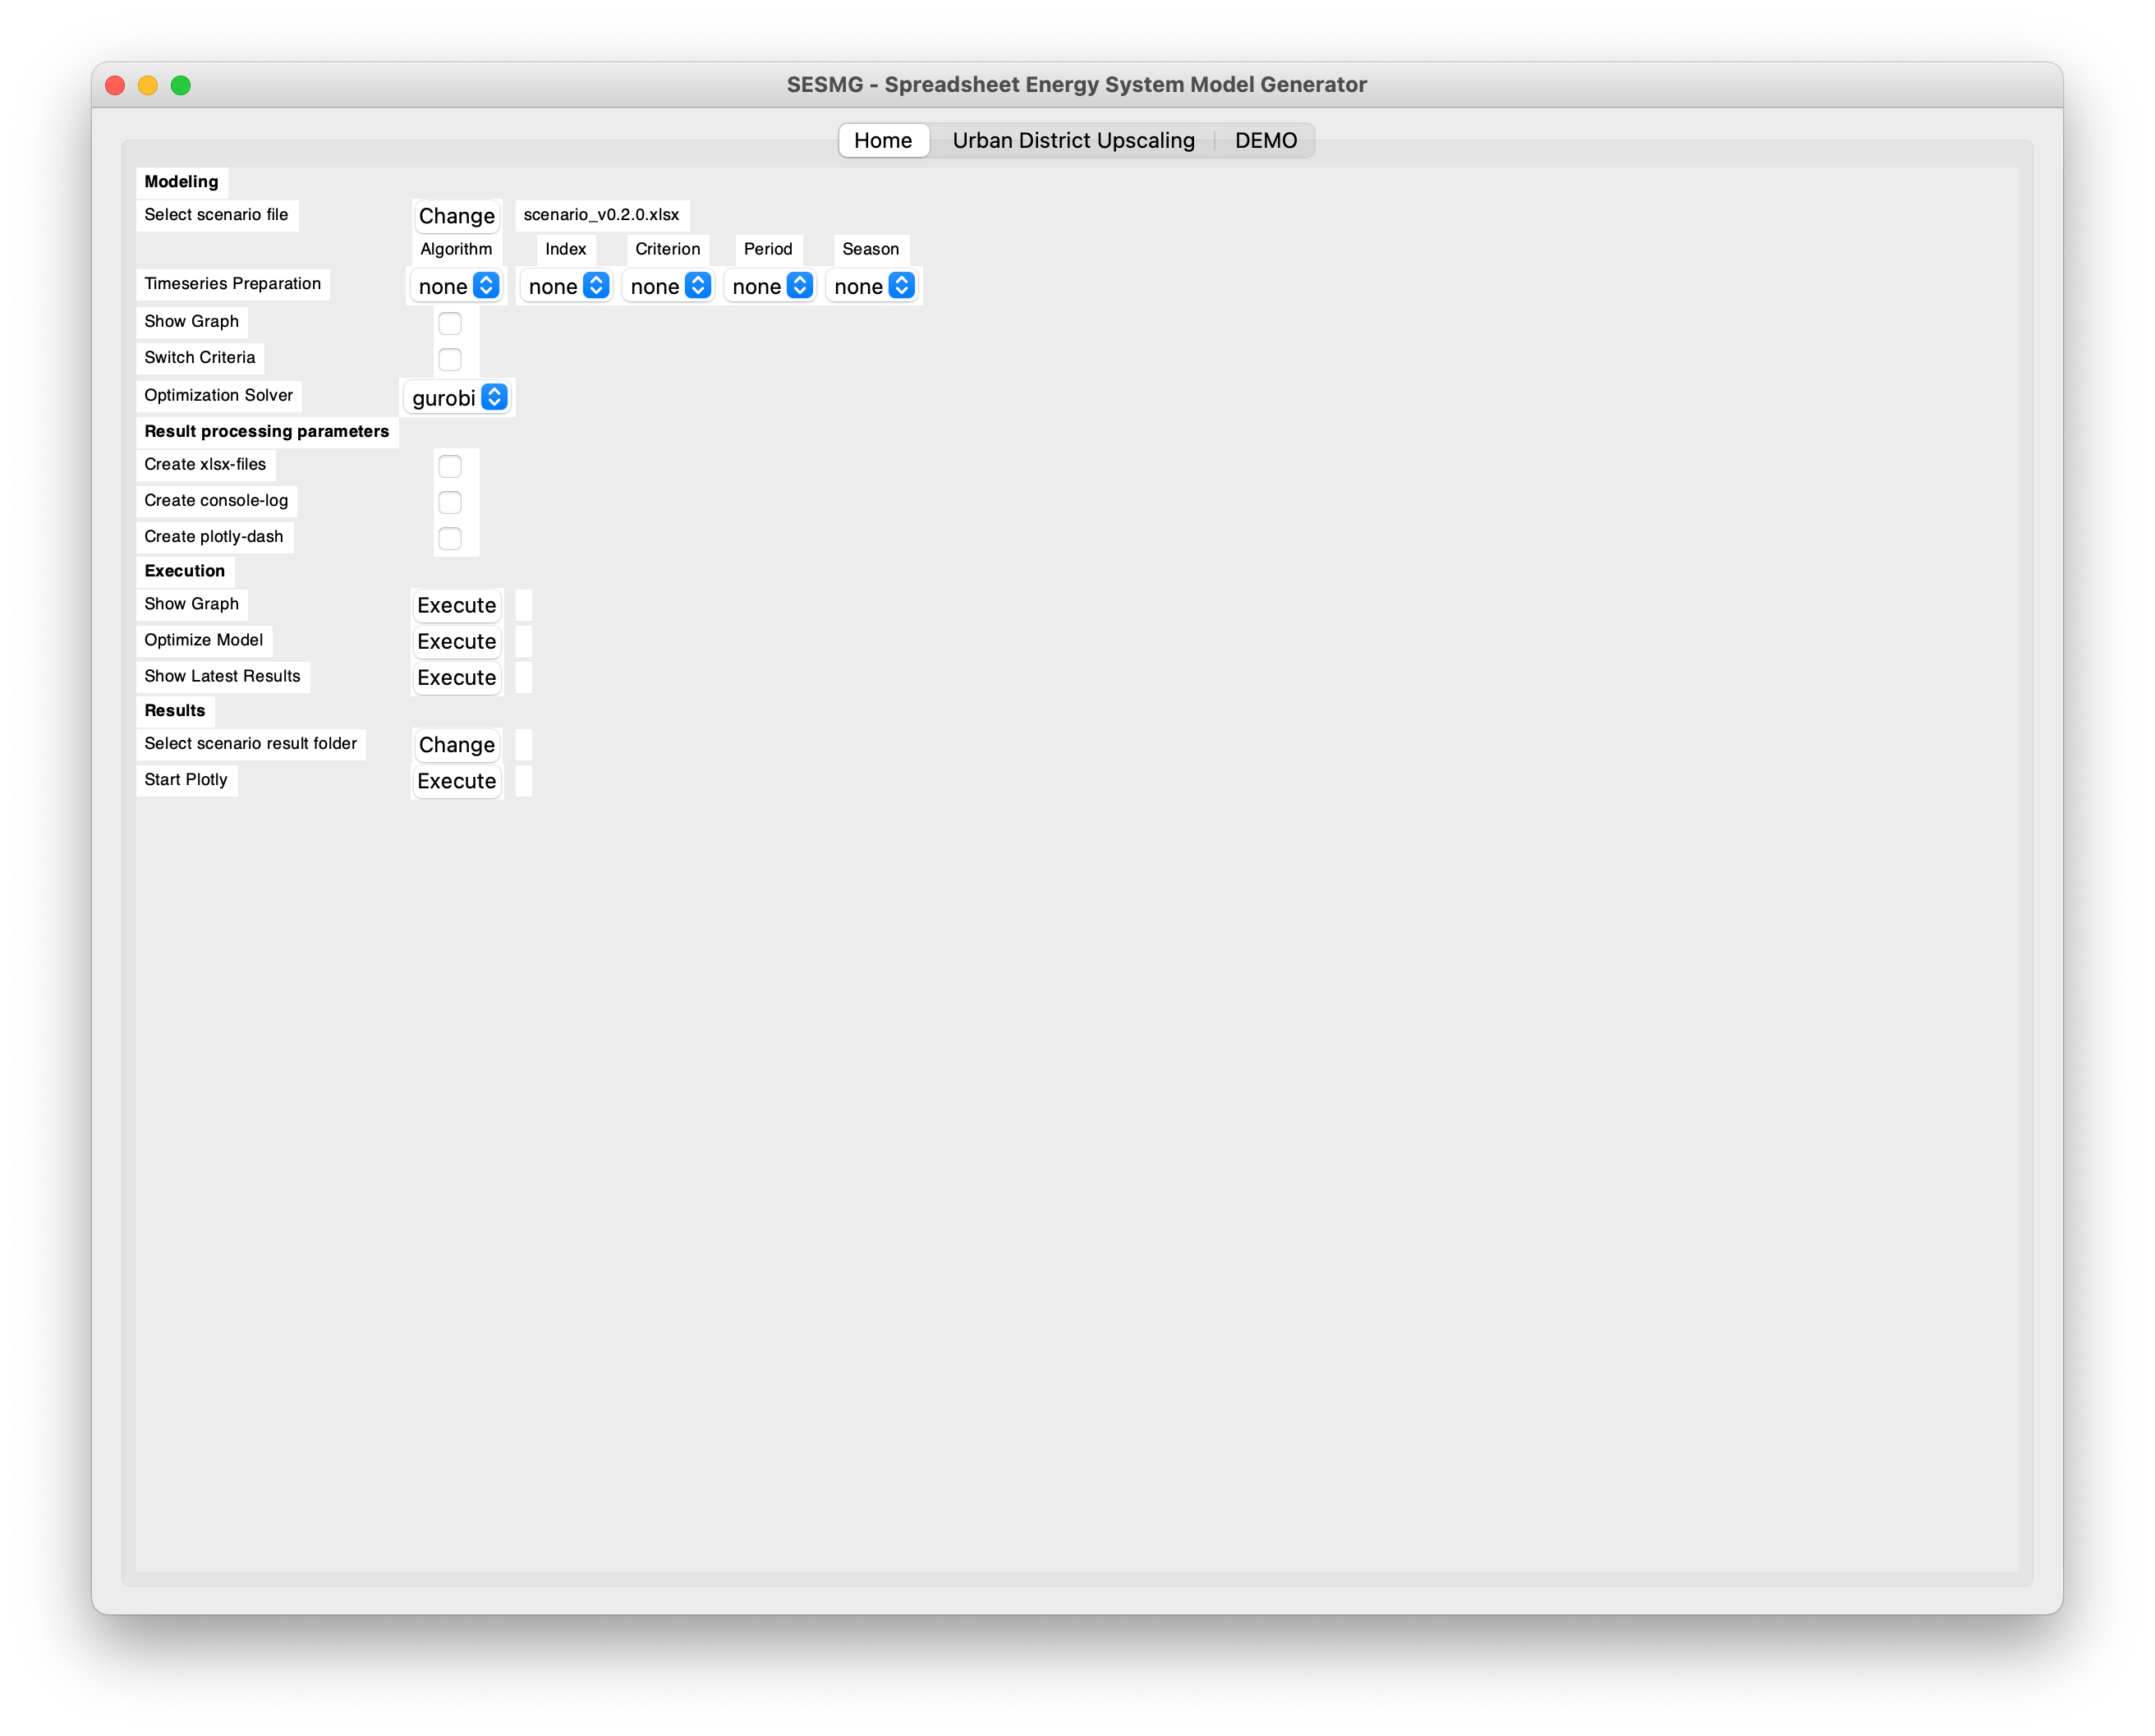 SESMG - Spreadsheet Energy System Model Generator
Home Urban District Upscaling DEMO
Modeling
Select scenario file Change scenario_v0.2.0.xlsx
Algorithm Index Criterion Period Season
Timeseries Preparation none none none none none
Show Graph
Switch Criteria
Optimization Solver gurobi
Result processing parameters
Create xlsx-files
Create console-log
Create plotly-dash
Execution
Show Graph Execute
Optimize Model Execute
Show Latest Results Execute
Results
Select scenario result folder Change
Start Plotly Execute